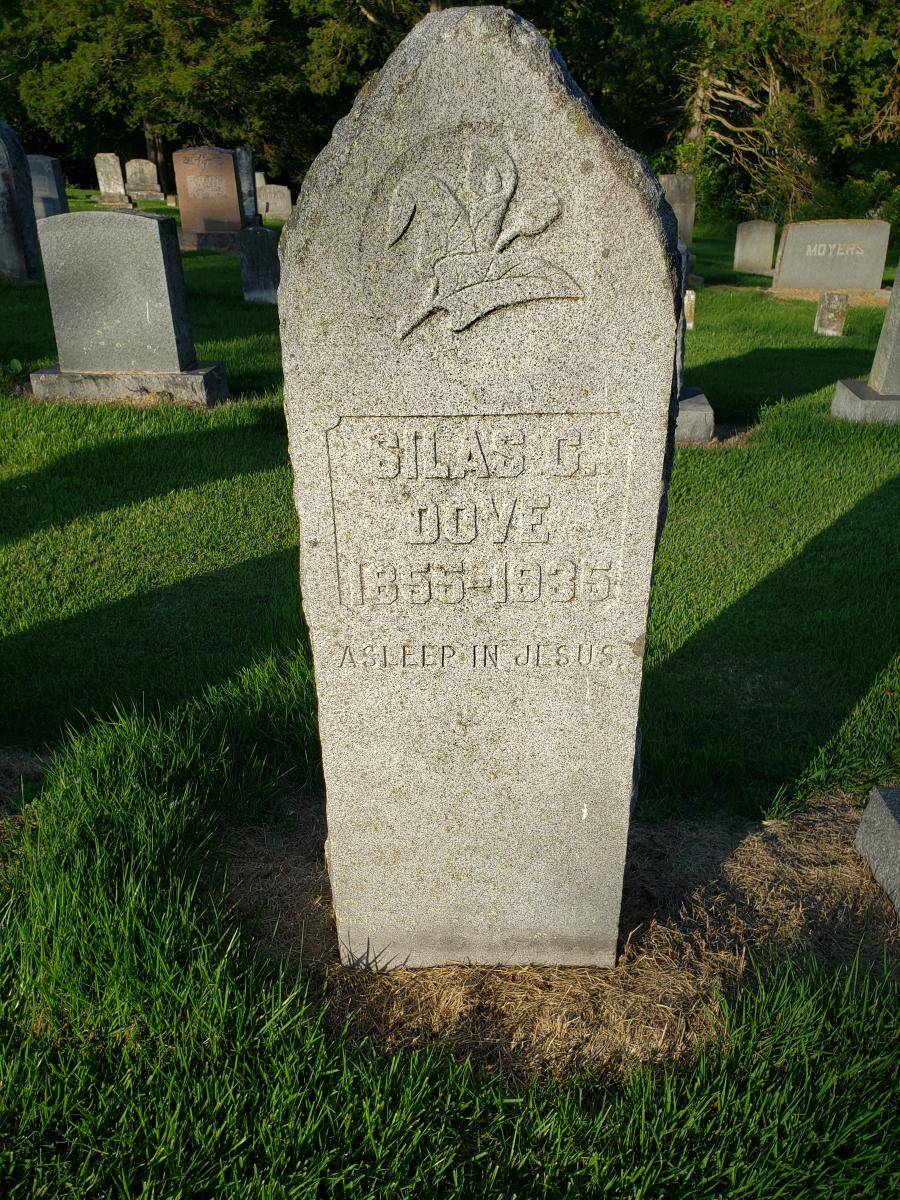 SILAS G.
DOVE
1855-1935
ASLEEP IN JESUS.
MOYERS